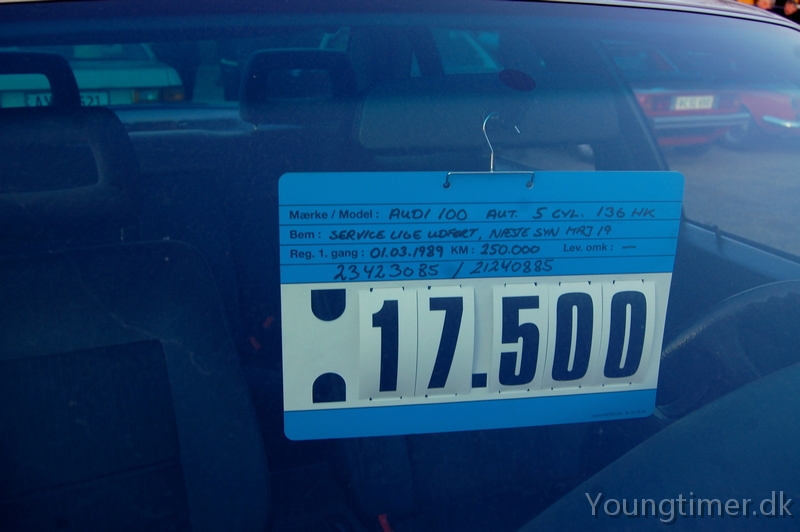 Mærke / Model : AUDI 100 AUT. 5 CYL. 136 HK
Bem : SERVICE LIGE UDFØRT, NÆSTE SYN MAJ 19
Reg. 1. gang : 01.03.1989 KM : 250.000 Lev. omk : —
23423085 / 21240885
17.500
Youngtimer.dk